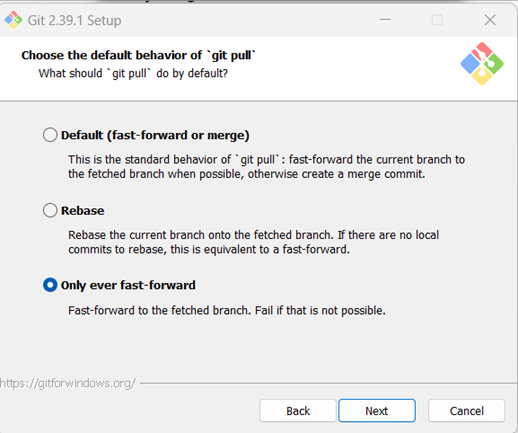 Git 2.39.1 Setup
Choose the default behavior of `git pull`
What should `git pull` do by default?
Default (fast-forward or merge)
This is the standard behavior of `git pull`: fast-forward the current branch to
the fetched branch when possible, otherwise create a merge commit.
Rebase
Rebase the current branch onto the fetched branch. If there are no local
commits to rebase, this is equivalent to a fast-forward.
Only ever fast-forward
Fast-forward to the fetched branch. Fail if that is not possible.
https://gitforwindows.org/
Back Next Cancel